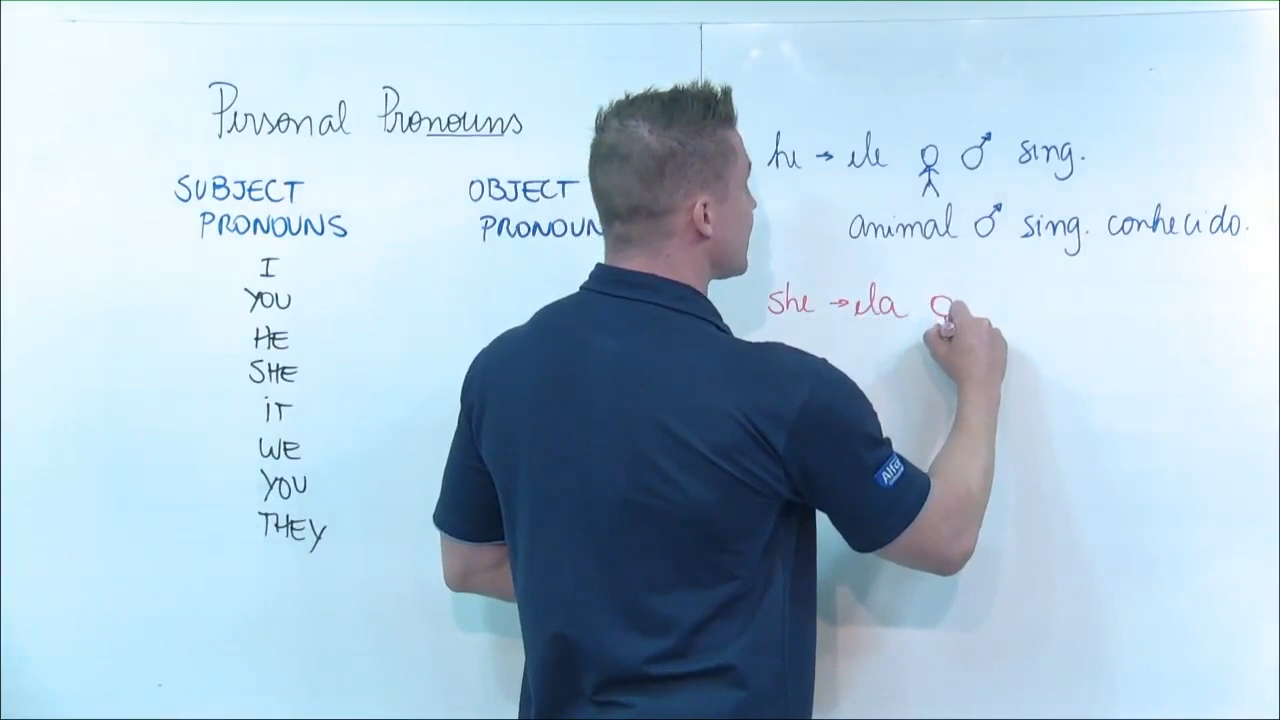 Personal Pronouns
SUBJECT
PRONOUNS
I
YOU
HE
SHE
iT
WE
YOU
THEY
OBJECT
PRONOUN
he → ele ♂ sing.
animal ♂ sing. conhecido.
she → ela